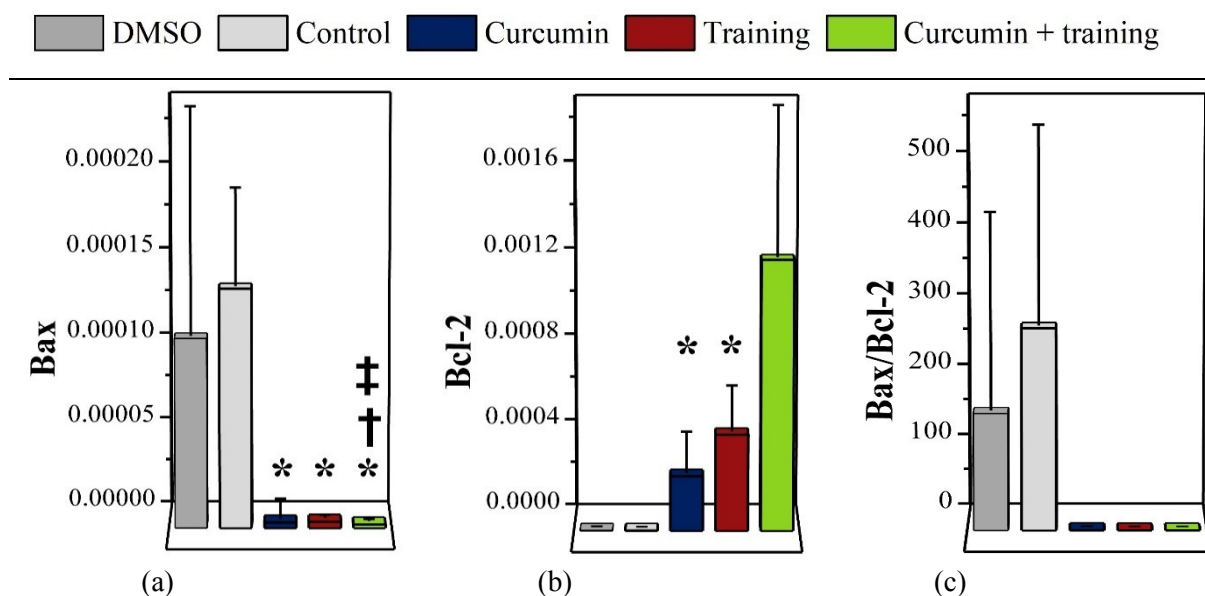 DMSO Control Curcumin Training Curcumin + training
Bax
0.00020
0.00015
0.00010
0.00005
0.00000
‡
†
* * *
(a)
Bcl-2
0.0016
0.0012
0.0008
0.0004
0.0000
* *
(b)
Bax/Bcl-2
500
400
300
200
100
0
(c)